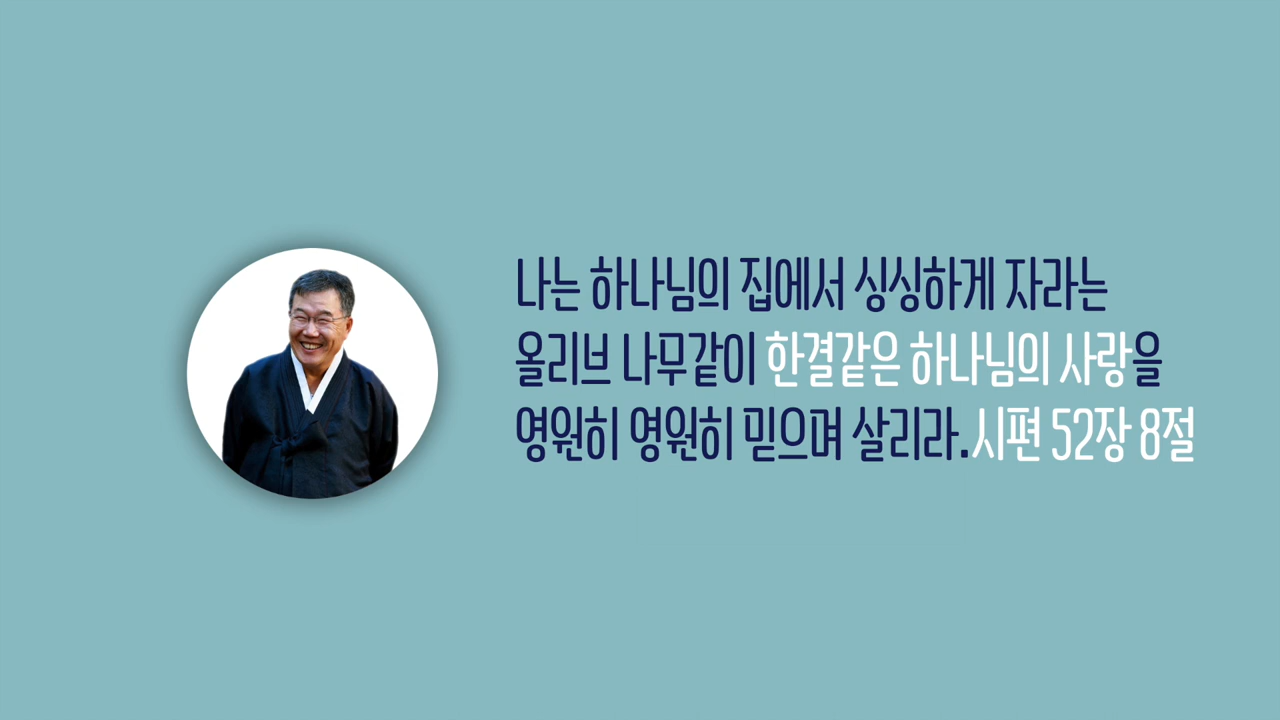 나는 하나님의 집에서 싱싱하게 자라는
올리브 나무같이 한결같은 하나님의 사랑을
영원히 영원히 믿으며 살리라.시편 52장 8절